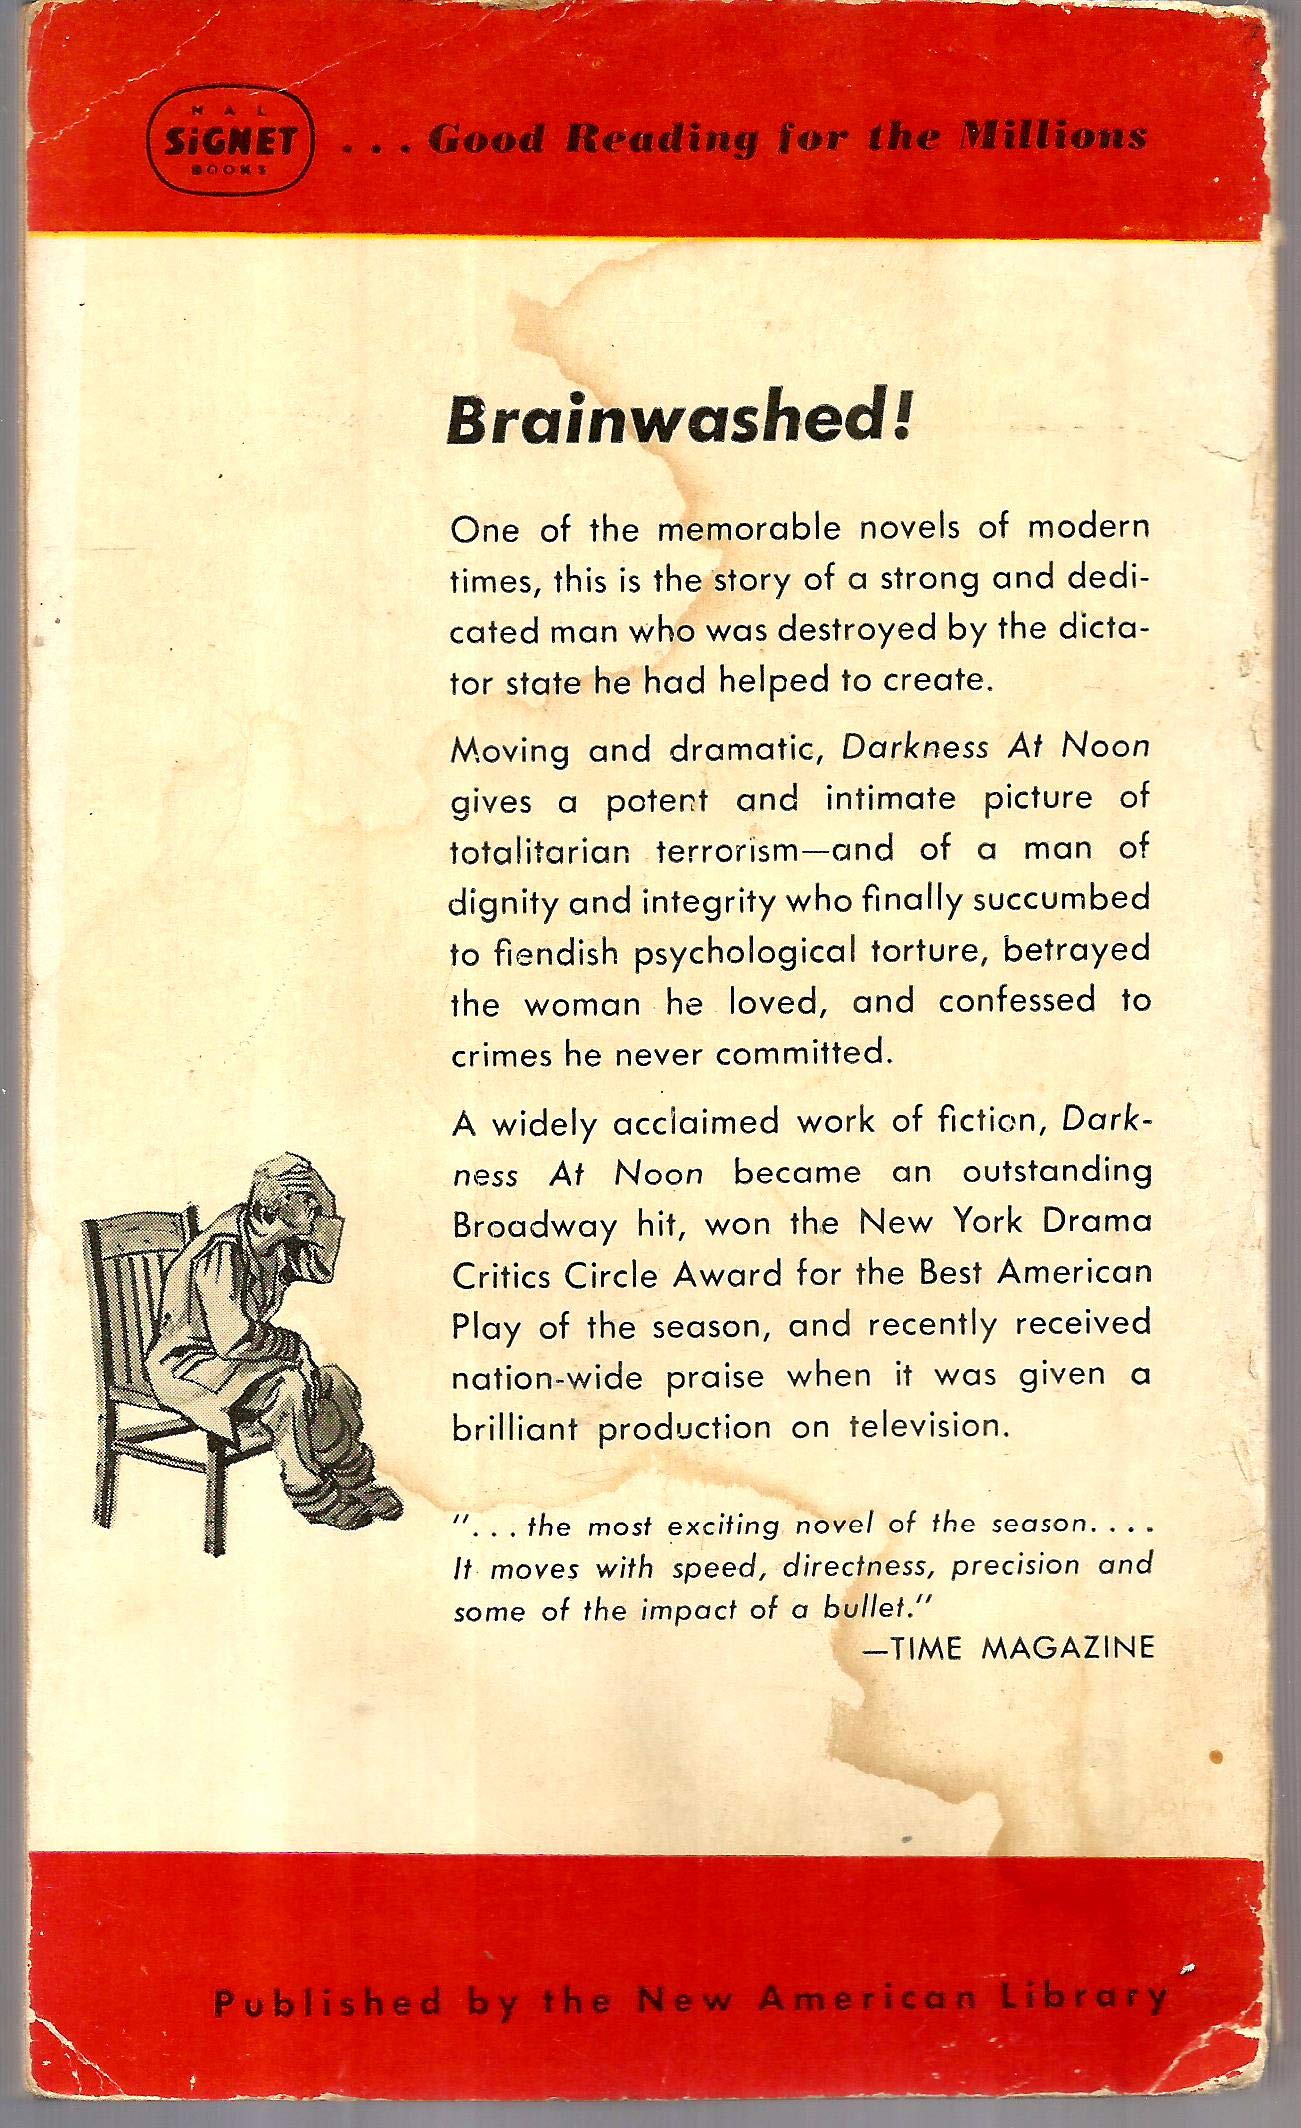 NAL
SiGNET
BOOKS
. . . Good Reading for the Millions
Brainwashed!
One of the memorable novels of modern
times, this is the story of a strong and dedi-
cated man who was destroyed by the dicta-
tor state he had helped to create.
Moving and dramatic, Darkness At Noon
gives a potent and intimate picture of
totalitarian terrorism—and of a man of
dignity and integrity who finally succumbed
to fiendish psychological torture, betrayed
the woman he loved, and confessed to
crimes he never committed.
A widely acclaimed work of fiction, Dark-
ness At Noon became an outstanding
Broadway hit, won the New York Drama
Critics Circle Award for the Best American
Play of the season, and recently received
nation-wide praise when it was given a
brilliant production on television.
". . . the most exciting novel of the season. . . .
It moves with speed, directness, precision and
some of the impact of a bullet."
—TIME MAGAZINE
Published by the New American Library